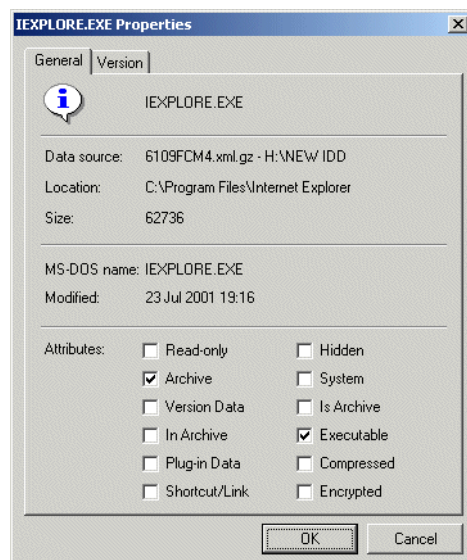 IEXPLORE.EXE Properties
General Version
IEXPLORE.EXE
Data source: 6109FCM4.xml.gz - H:\NEW IDD
Location: C:\Program Files\Internet Explorer
Size: 62736
MS-DOS name: IEXPLORE.EXE
Modified: 23 Jul 2001 19:16
Attributes: Read-only Hidden
Archive System
Version Data Is Archive
In Archive Executable
Plug-in Data Compressed
Shortcut/Link Encrypted
OK Cancel